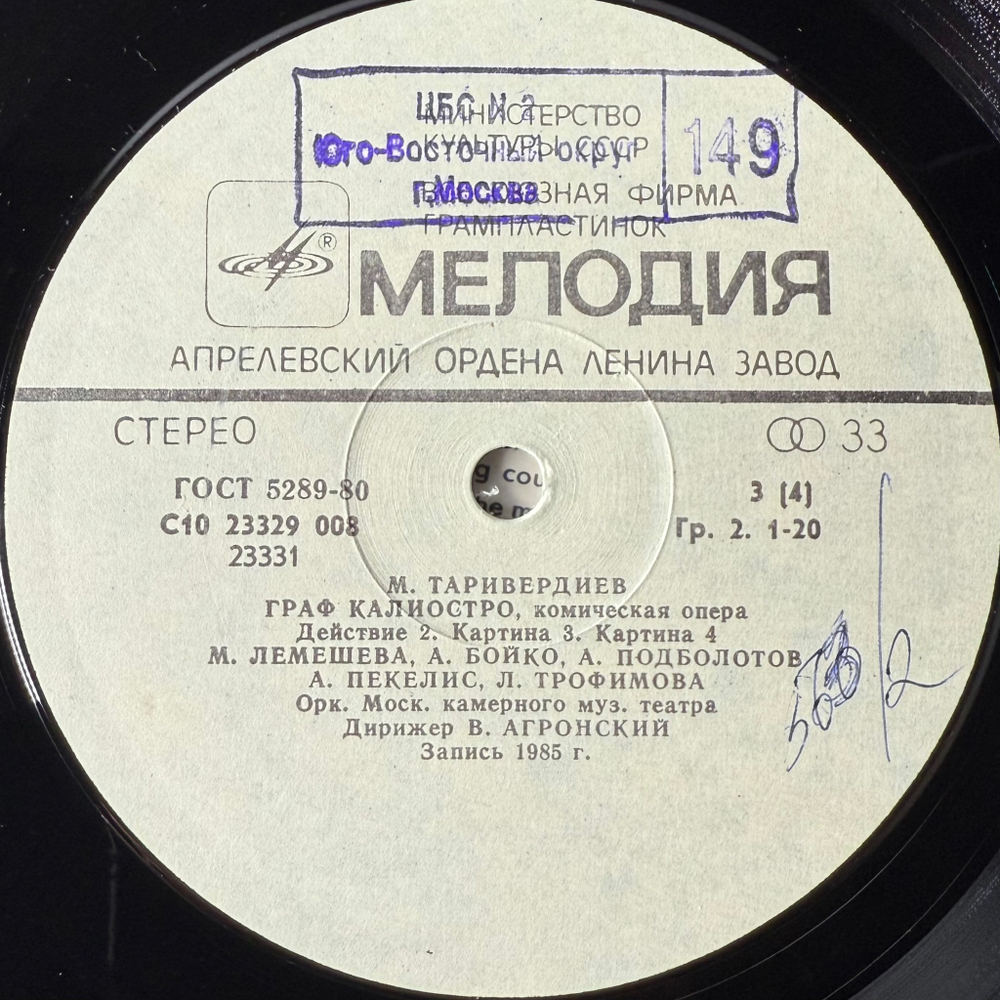 ЦБС N 2
Юго-Восточный округ
г.Москва
149
МИНИСТЕРСТВО
КУЛЬТУРЫ СССР
ВСЕСОЮЗНАЯ ФИРМА
ГРАМПЛАСТИНОК
®
МЕЛОДИЯ
АПРЕЛЕВСКИЙ ОРДЕНА ЛЕНИНА ЗАВОД
СТЕРЕО
33
ГОСТ 5289-80
3 (4)
С10 23329 008
Гр. 2. 1-20
23331
g cou
he m
М. ТАРИВЕРДИЕВ
ГРАФ КАЛИОСТРО, комическая опера
Действие 2. Картина 3. Картина 4
М. ЛЕМЕШЕВА, А. БОЙКО, А. ПОДБОЛОТОВ
А. ПЕКЕЛИС, Л. ТРОФИМОВА
Орк. Моск. камерного муз. театра
Дирижер В. АГРОНСКИЙ
Запись 1985 г.